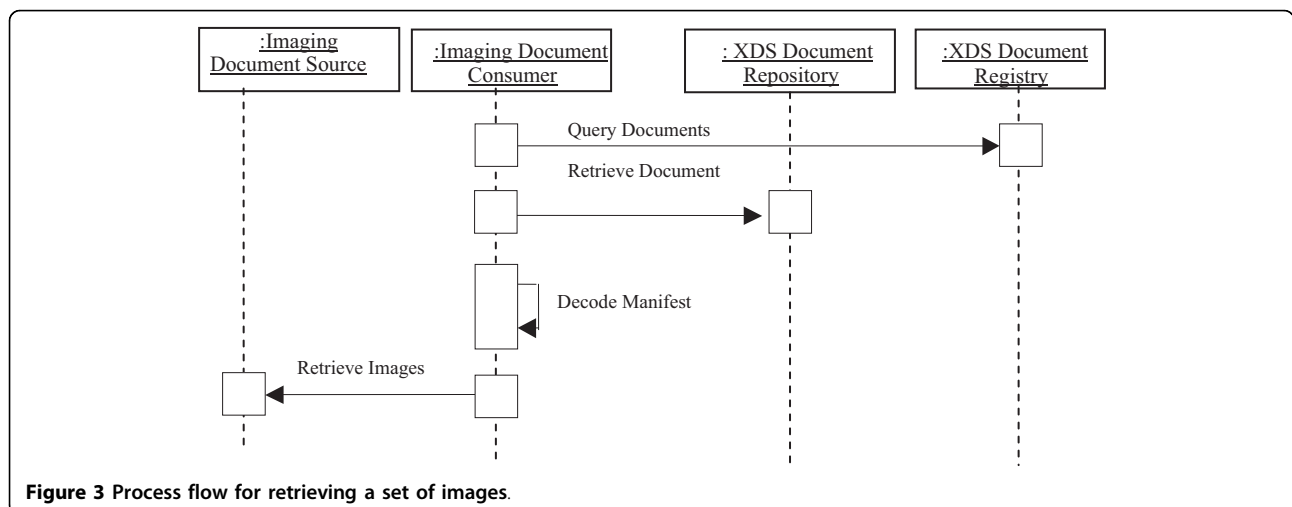 :Imaging
Document Source
:Imaging Document
Consumer
: XDS Document
Repository
:XDS Document
Registry
Query Documents
Retrieve Document
Decode Manifest
Retrieve Images
Figure 3 Process flow for retrieving a set of images.